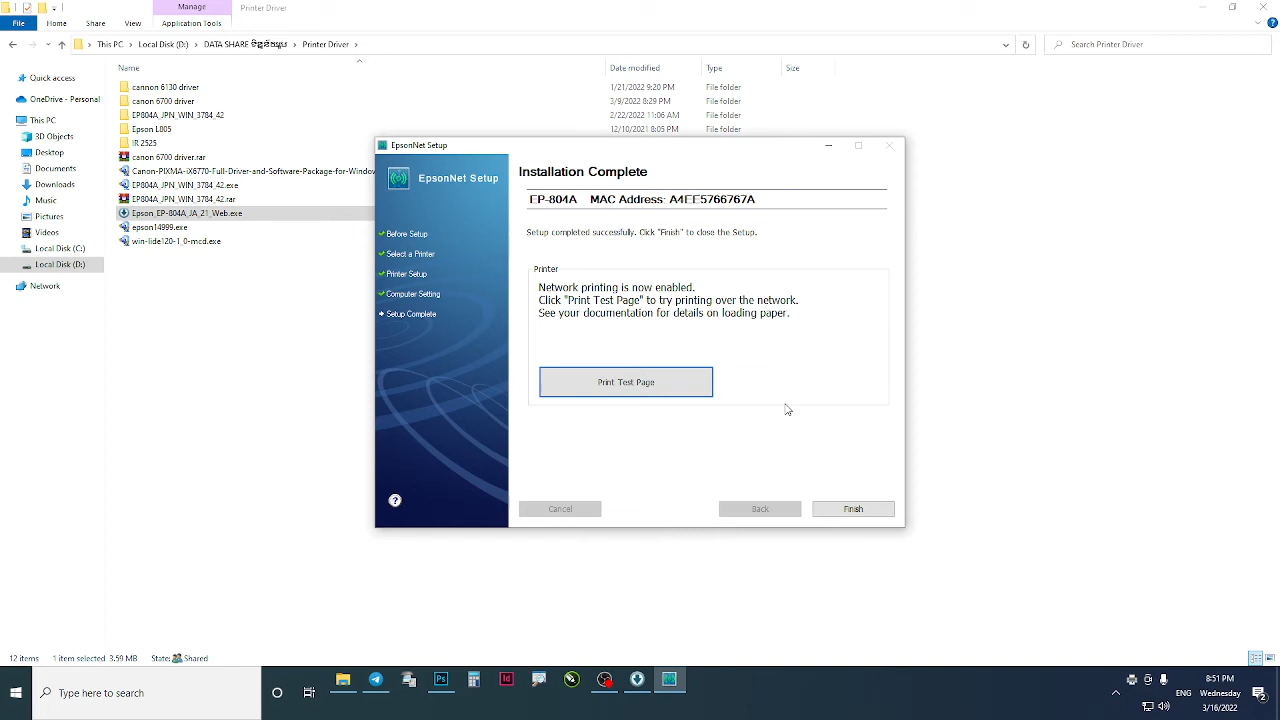 Manage
Printer Driver
File
Home
Share
View
Application Tools
This PC
Local Disk (D:)
DATA SHARE
Printer Driver
Search Printer Driver
Name
Date modified
Type
Size
Quick access
OneDrive - Personal
This PC
3D Objects
Desktop
Documents
Downloads
Music
Pictures
Videos
Local Disk (C:)
Local Disk (D:)
Network
cannon 6130 driver
1/21/2022 9:20 PM
File folder
canon 6700 driver
3/9/2022 8:29 PM
File folder
EP804A_JPN_WIN_3784_42
2/22/2022 11:06 AM
File folder
Epson L805
12/10/2021 8:05 PM
File folder
IR 2525
canon 6700 driver.rar
Canon-PIXMA-iX6770-Full-Driver-and-Software-Package-for-Window
EP804A_JPN_WIN_3784_42.exe
EP804A_JPN_WIN_3784_42.rar
Epson_EP-804A JA_21_Web.exe
epson14999.exe
win-lide120-1_0-mcd.exe
EpsonNet Setup
EpsonNet Setup
Before Setup
Select a Printer
Printer Setup
Computer Setting
Setup Complete
?
Installation Complete
EP-804A MAC Address: A4EE5766767A
Setup completed successfully. Click "Finish" to close the Setup.
Printer
Network printing is now enabled.
Click "Print Test Page" to try printing over the network.
See your documentation for details on loading paper.
Print Test Page
Cancel
Back
Finish
12 items
1 item selected 3.59 MB
State: Shared
Type here to search
Ps
Id
ENG
8:51 PM
Wednesday
3/16/2022
2